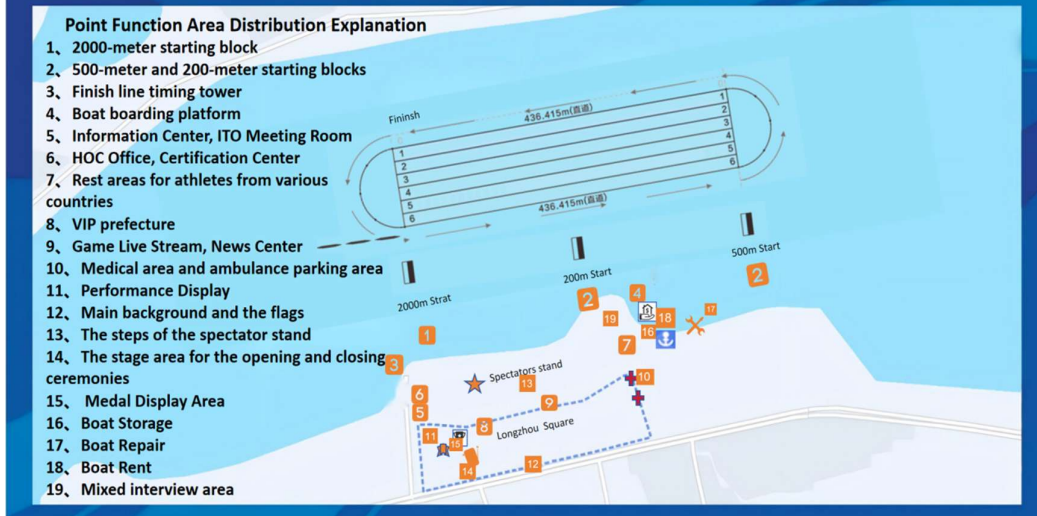 Point Function Area Distribution Explanation
1、 2000-meter starting block
2、 500-meter and 200-meter starting blocks
3、 Finish line timing tower
4、 Boat boarding platform
5、 Information Center, ITO Meeting Room
6、 HOC Office, Certification Center
7、 Rest areas for athletes from various
countries
8、 VIP prefecture
9、 Game Live Stream, News Center
10、 Medical area and ambulance parking area
11、 Performance Display
12、 Main background and the flags
13、 The steps of the spectator stand
14、 The stage area for the opening and closing
ceremonies
15、 Medal Display Area
16、 Boat Storage
17、 Boat Repair
18、 Boat Rent
19、 Mixed interview area
Fininsh
436.415m(直道)
1
2
3
4
5
6
1
2
3
4
5
6
436.415m(直道)
2000m Strat
200m Start
500m Start
1
2
2
3
4
19
18
17
16
7
10
Spectators stand
13
6
5
9
8
Longzhou Square
11
15
14
12